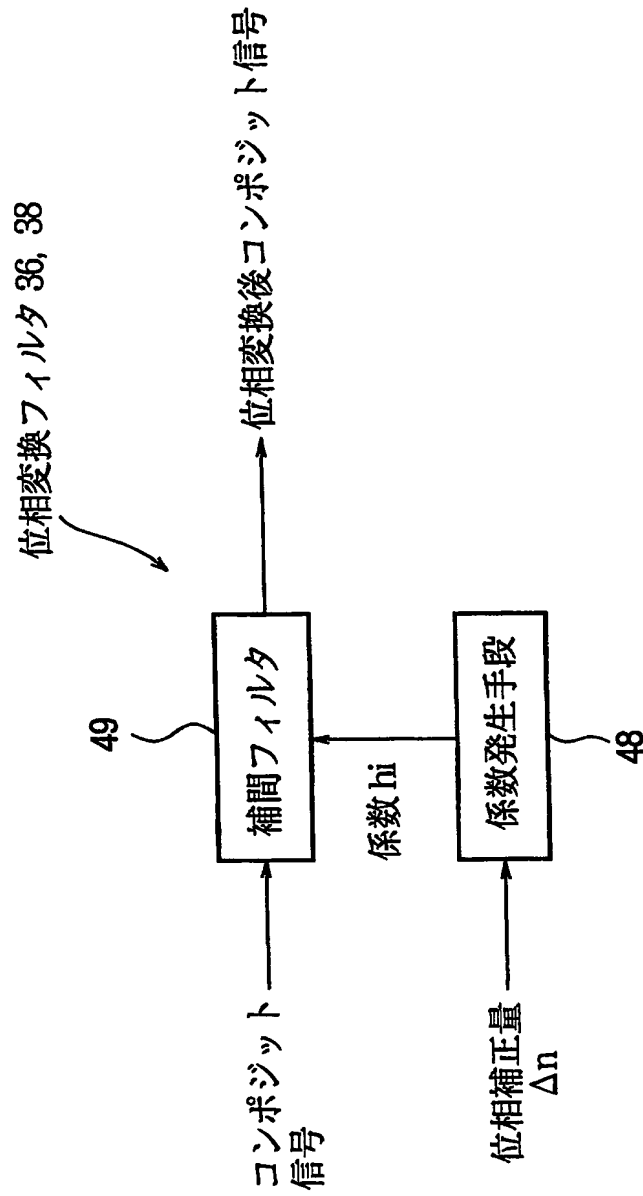 位相変換フィルタ 36, 38
49
コンポジット
信号
補間フィルタ
位相変換後コンポジット信号
係数 hi
位相補正量
Δn
係数発生手段
48